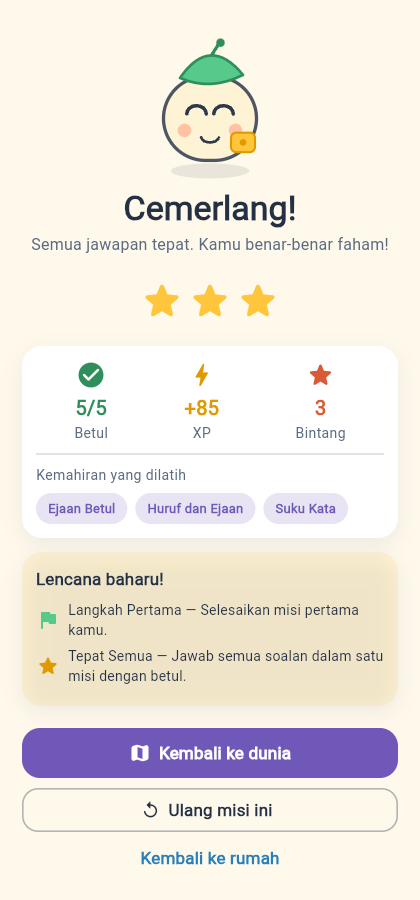 Cemerlang!
Semua jawapan tepat. Kamu benar-benar faham!
5/5
+85
3
Betul
XP
Bintang
Kemahiran yang dilatih
Ejaan Betul
Huruf dan Ejaan
Suku Kata
Lencana baharu!
Langkah Pertama — Selesaikan misi pertama
kamu.
Tepat Semua — Jawab semua soalan dalam satu
misi dengan betul.
Kembali ke dunia
Ulang misi ini
Kembali ke rumah